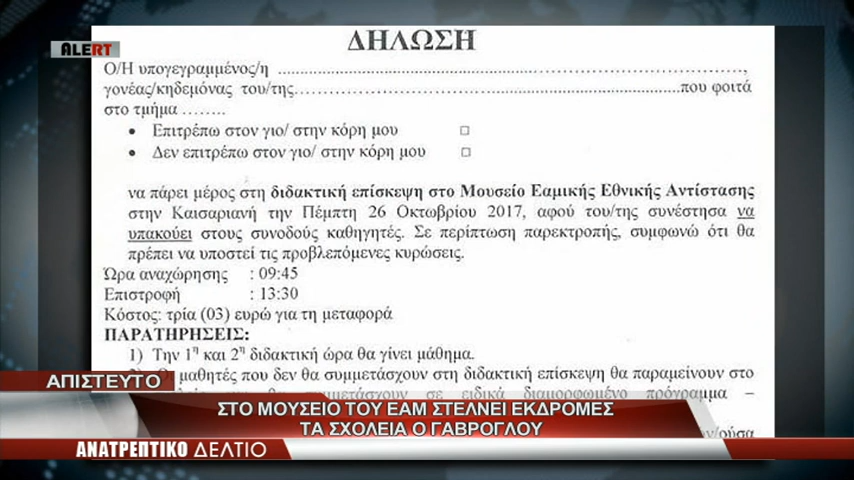 ALERT
ΔΗΛΩΣΗ
Ο/Η υπογεγραμμένος/η ..............................................................................,
γονέας/κηδεμόνας του/της……………………………...............................................που φοιτά
στο τμήμα ……..
• Επιτρέπω στον γιο/ στην κόρη μου □
• Δεν επιτρέπω στον γιο/ στην κόρη μου □
να πάρει μέρος στη διδακτική επίσκεψη στο Μουσείο Εαμικής Εθνικής Αντίστασης
στην Καισαριανή την Πέμπτη 26 Οκτωβρίου 2017, αφού του/της συνέστησα να
υπακούει στους συνοδούς καθηγητές. Σε περίπτωση παρεκτροπής, συμφωνώ ότι θα
πρέπει να υποστεί τις προβλεπόμενες κυρώσεις.
Ώρα αναχώρησης : 09:45
Επιστροφή : 13:30
Κόστος: τρία (03) ευρώ για τη μεταφορά
ΠΑΡΑΤΗΡΗΣΕΙΣ:
1) Την 1η και 2η διδακτική ώρα θα γίνει μάθημα.
μαθητές που δεν θα συμμετάσχουν στη διδακτική επίσκεψη θα παραμείνουν στο
συμμετάσχουν σε ειδικά διαμορφωμένο πρόγραμμα –
ΑΠΙΣΤΕΥΤΟ
ΣΤΟ ΜΟΥΣΕΙΟ ΤΟΥ ΕΑΜ ΣΤΕΛΝΕΙ ΕΚΔΡΟΜΕΣ
ΤΑ ΣΧΟΛΕΙΑ Ο ΓΑΒΡΟΓΛΟΥ
ΑΝΑΤΡΕΠΤΙΚΟ ΔΕΛΤΙΟ